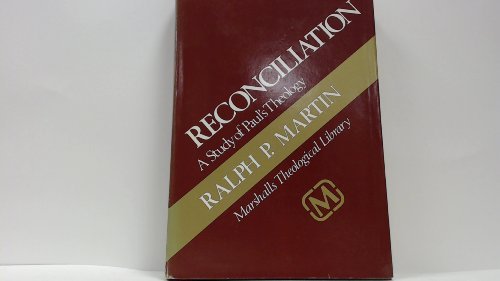 RECONCILIATION
A Study of Paul's Theology
RALPH P. MARTIN
Marshalls Theological Library
M